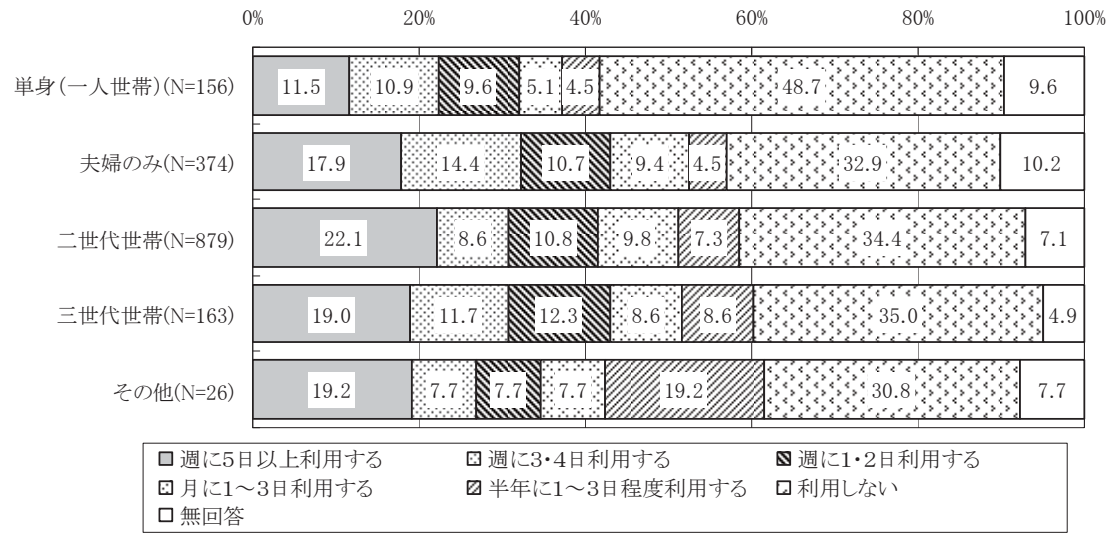 0% 20% 40% 60% 80% 100%
単身(一人世帯)(N=156) 11.5 10.9 9.6 5.1 4.5 48.7 9.6
夫婦のみ(N=374) 17.9 14.4 10.7 9.4 4.5 32.9 10.2
二世代世帯(N=879) 22.1 8.6 10.8 9.8 7.3 34.4 7.1
三世代世帯(N=163) 19.0 11.7 12.3 8.6 8.6 35.0 4.9
その他(N=26) 19.2 7.7 7.7 7.7 19.2 30.8 7.7
週に5日以上利用する 週に3・4日利用する 週に1・2日利用する
月に1～3日利用する 半年に1～3日程度利用する 利用しない
無回答